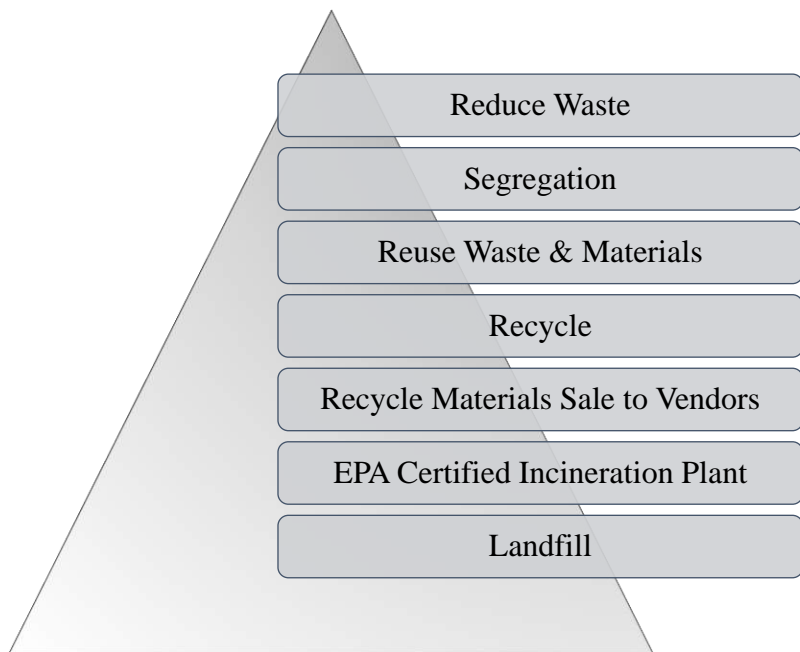 Reduce Waste
Segregation
Reuse Waste & Materials
Recycle
Recycle Materials Sale to Vendors
EPA Certified Incineration Plant
Landfill